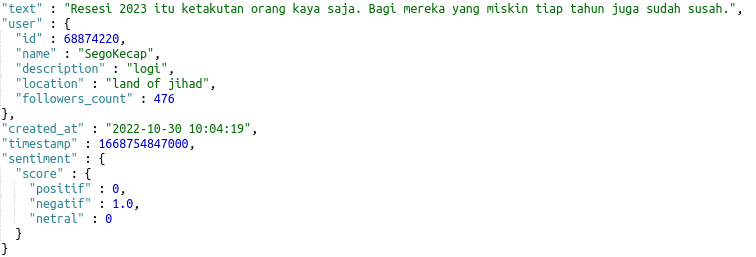 "text" : "Resesi 2023 itu ketakutan orang kaya saja. Bagi mereka yang miskin tiap tahun juga sudah susah.",
"user" : {
"id" : 68874220,
"name" : "SegoKecap",
"description" : "logi",
"location" : "land of jihad",
"followers_count" : 476
},
"created_at" : "2022-10-30 10:04:19",
"timestamp" : 1668754847000,
"sentiment" : {
"score" : {
"positif" : 0,
"negatif" : 1.0,
"netral" : 0
}
}